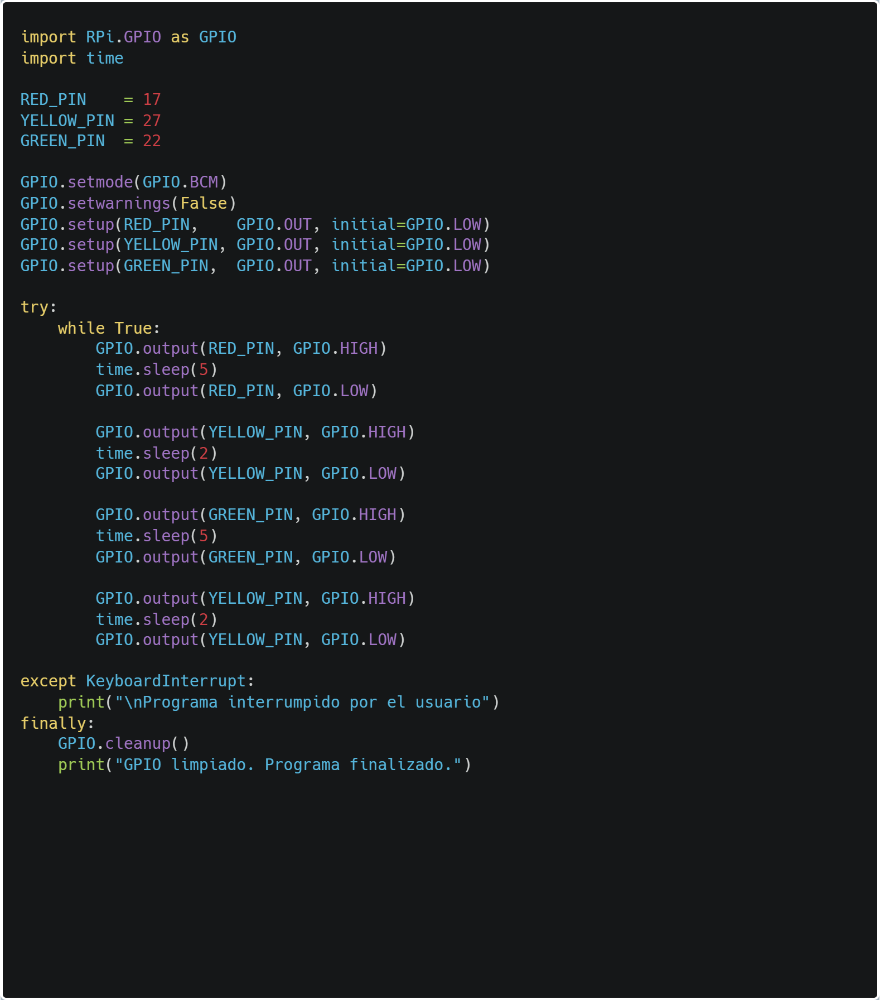 import RPi.GPIO as GPIO
import time

RED_PIN    = 17
YELLOW_PIN = 27
GREEN_PIN  = 22

GPIO.setmode(GPIO.BCM)
GPIO.setwarnings(False)
GPIO.setup(RED_PIN,    GPIO.OUT, initial=GPIO.LOW)
GPIO.setup(YELLOW_PIN, GPIO.OUT, initial=GPIO.LOW)
GPIO.setup(GREEN_PIN,  GPIO.OUT, initial=GPIO.LOW)

try:
    while True:
        GPIO.output(RED_PIN, GPIO.HIGH)
        time.sleep(5)
        GPIO.output(RED_PIN, GPIO.LOW)

        GPIO.output(YELLOW_PIN, GPIO.HIGH)
        time.sleep(2)
        GPIO.output(YELLOW_PIN, GPIO.LOW)

        GPIO.output(GREEN_PIN, GPIO.HIGH)
        time.sleep(5)
        GPIO.output(GREEN_PIN, GPIO.LOW)

        GPIO.output(YELLOW_PIN, GPIO.HIGH)
        time.sleep(2)
        GPIO.output(YELLOW_PIN, GPIO.LOW)

except KeyboardInterrupt:
    print("\nPrograma interrumpido por el usuario")
finally:
    GPIO.cleanup()
    print("GPIO limpiado. Programa finalizado.")